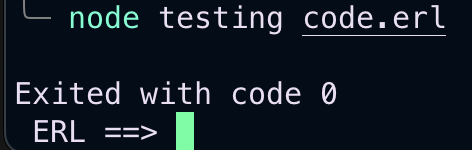 node testing code.erl
Exited with code 0
ERL ==>